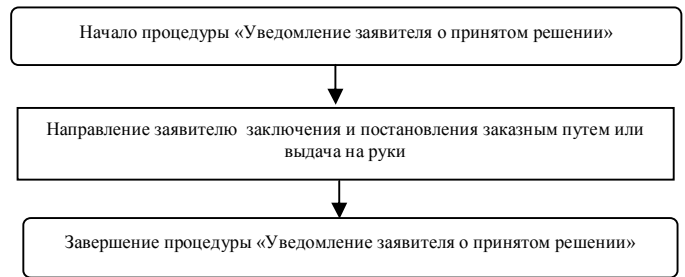 Начало процедуры «Уведомление заявителя о принятом решении»
Направление заявителю заключения и постановления заказным путем или
выдача на руки
Завершение процедуры «Уведомление заявителя о принятом решении»